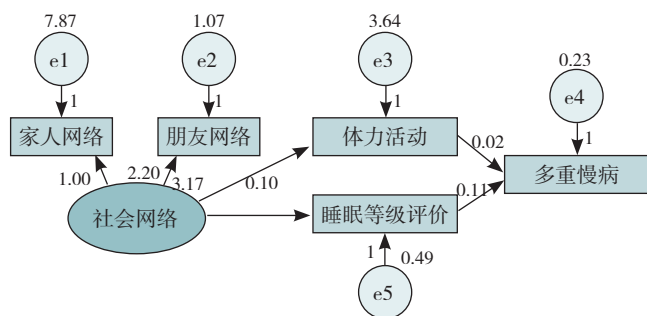 7.87
1.07
3.64
0.23
e1
e2
e3
e4
1
1
1
1
家人网络
朋友网络
体力活动
0.02
多重慢病
1.00
2.20
3.17
0.10
0.11
社会网络
睡眠等级评价
1
0.49
e5